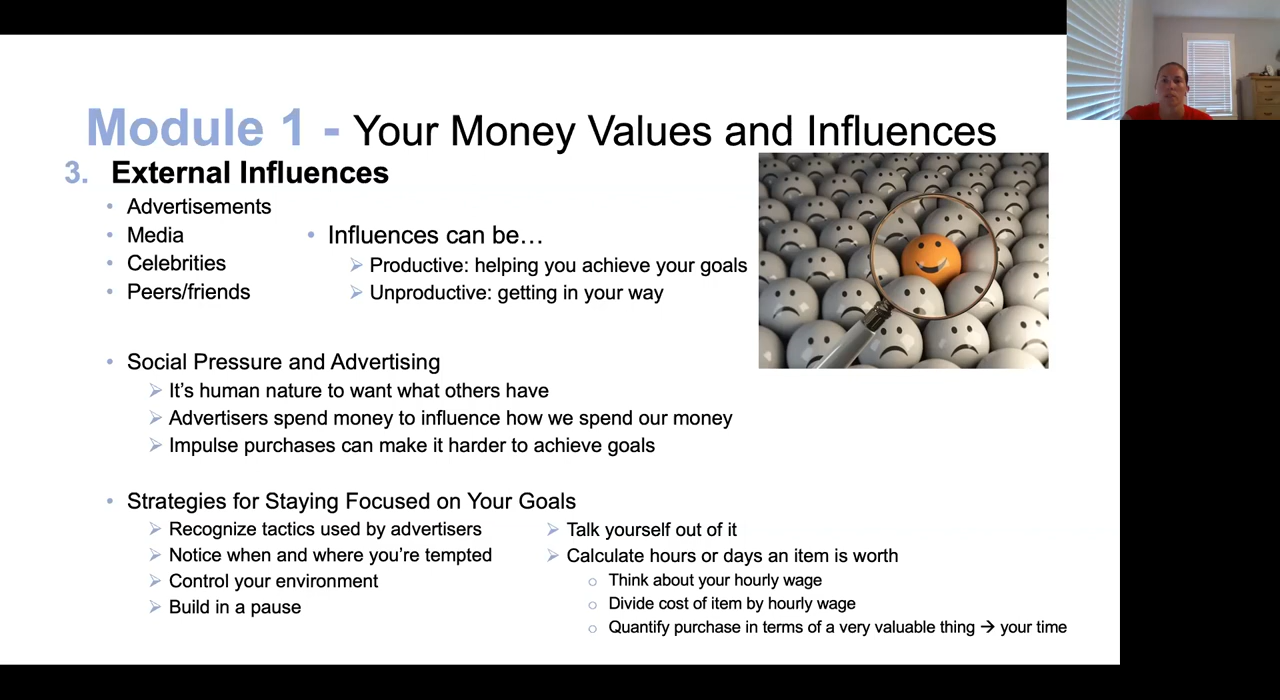 Module 1 - Your Money Values and Influences
3. External Influences
• Advertisements
• Media
• Celebrities
• Peers/friends
• Influences can be…
➢ Productive: helping you achieve your goals
➢ Unproductive: getting in your way
• Social Pressure and Advertising
➢ It’s human nature to want what others have
➢ Advertisers spend money to influence how we spend our money
➢ Impulse purchases can make it harder to achieve goals
• Strategies for Staying Focused on Your Goals
➢ Recognize tactics used by advertisers
➢ Notice when and where you’re tempted
➢ Control your environment
➢ Build in a pause
➢ Talk yourself out of it
➢ Calculate hours or days an item is worth
○ Think about your hourly wage
○ Divide cost of item by hourly wage
○ Quantify purchase in terms of a very valuable thing → your time